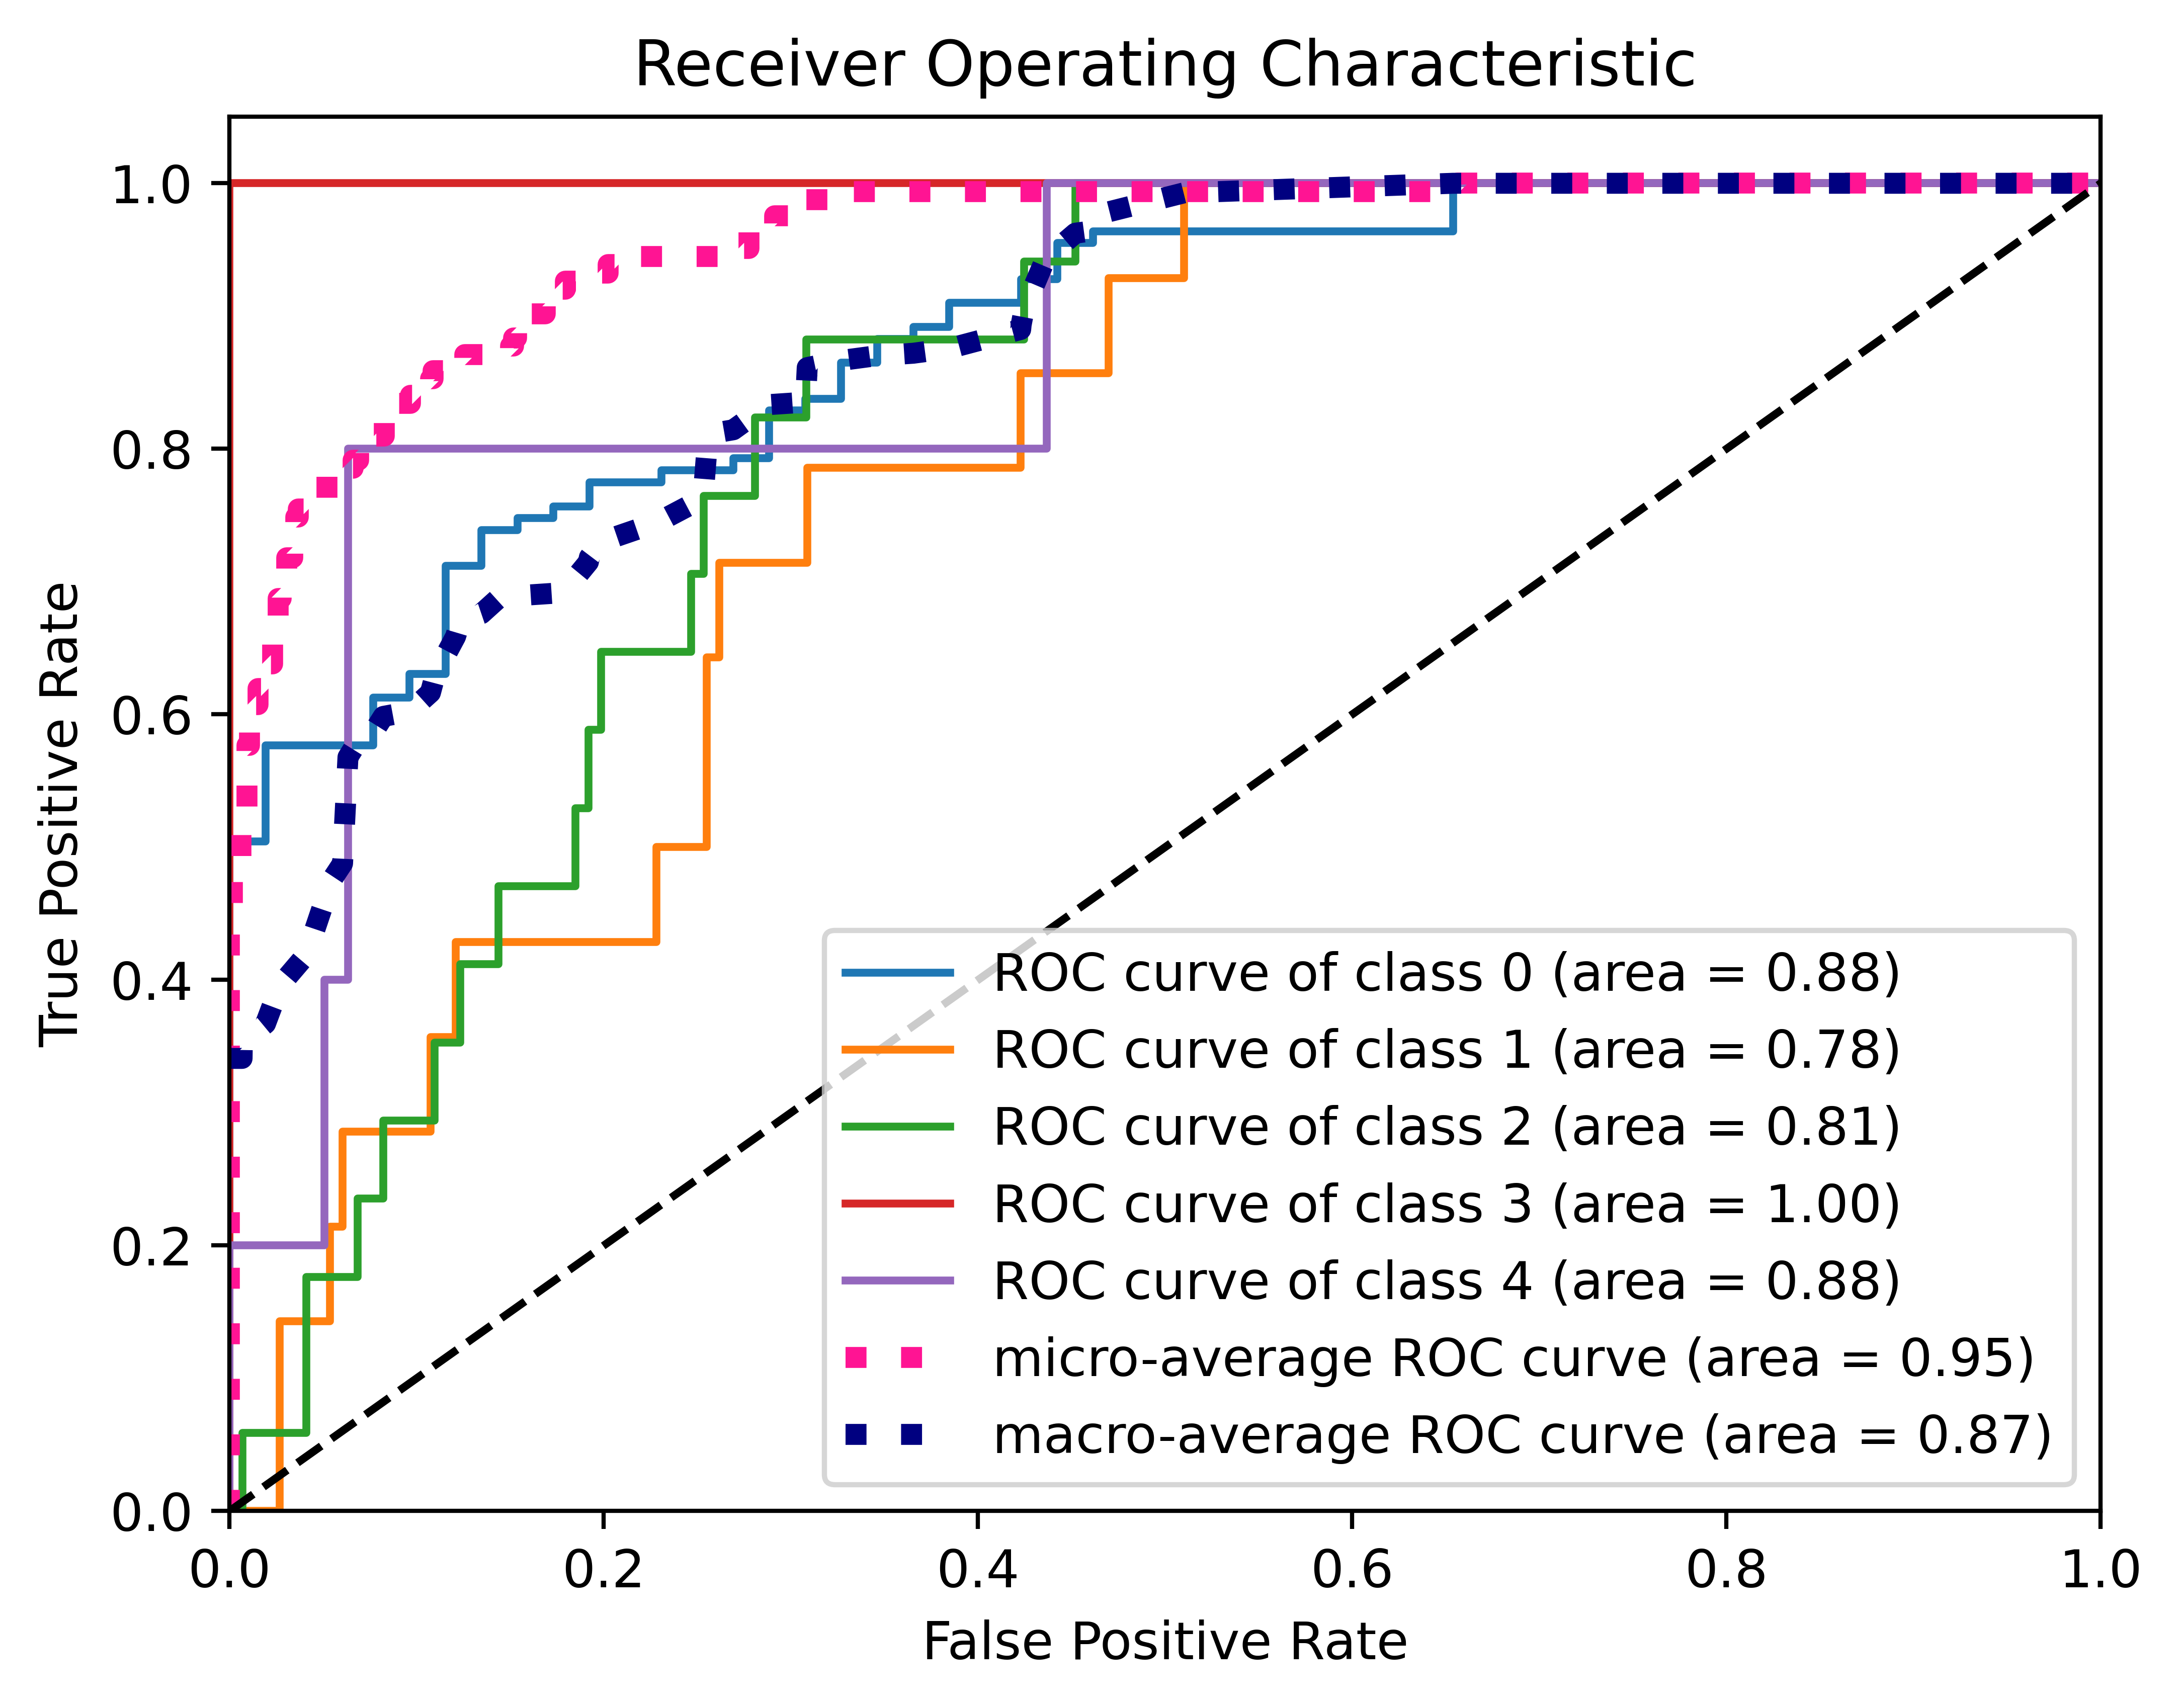 Receiver Operating Characteristic
True Positive Rate
1.0
0.8
0.6
0.4
0.2
0.0
ROC curve of class 0 (area = 0.88)
ROC curve of class 1 (area = 0.78)
ROC curve of class 2 (area = 0.81)
ROC curve of class 3 (area = 1.00)
ROC curve of class 4 (area = 0.88)
micro-average ROC curve (area = 0.95)
macro-average ROC curve (area = 0.87)
0.0 0.2 0.4 0.6 0.8 1.0
False Positive Rate